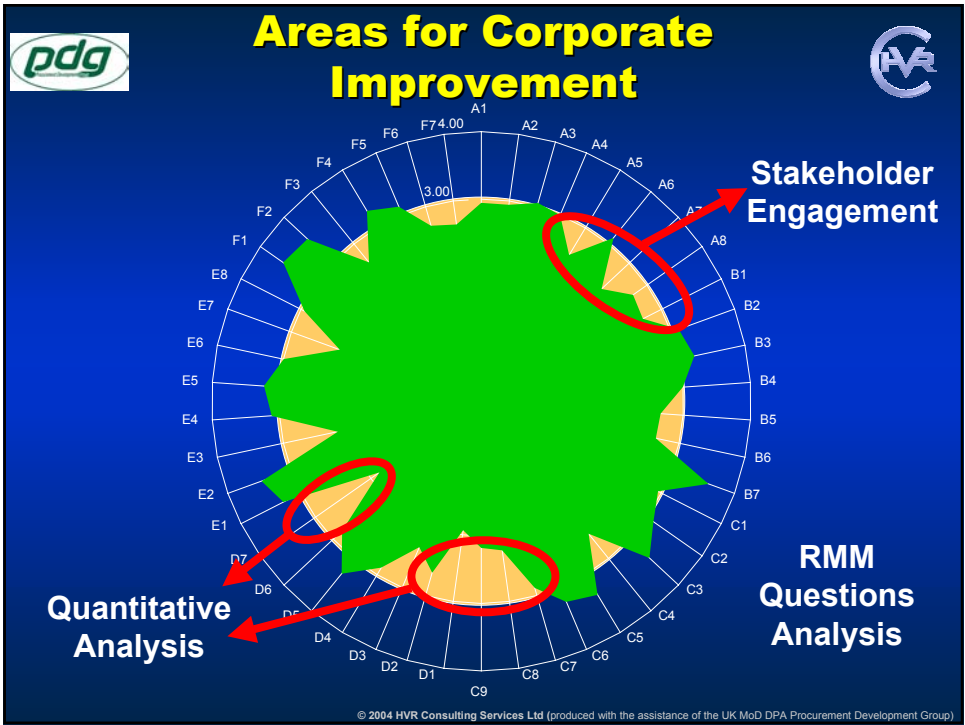 Areas for Corporate
Improvement
pdg
HVR
A1
A2
A3
A4
A5
A6
A7
A8
B1
B2
B3
B4
B5
B6
B7
C1
C2
C3
C4
C5
C6
C7
C8
C9
D1
D2
D3
D4
D5
D6
D7
E1
E2
E3
E4
E5
E6
E7
E8
F1
F2
F3
F4
F5
F6
F7
4.00
3.00
Stakeholder
Engagement
Quantitative
Analysis
RMM
Questions
Analysis
© 2004 HVR Consulting Services Ltd (produced with the assistance of the UK MoD DPA Procurement Development Group)